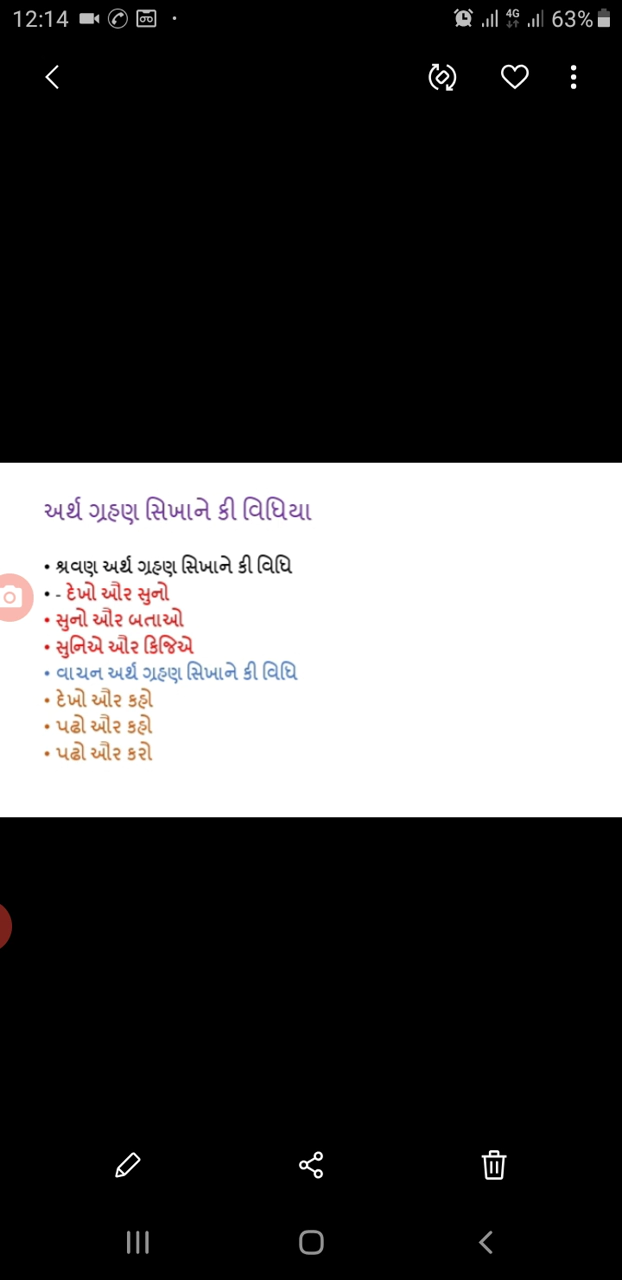 12:14
4G
63%
અર્થ ગ્રહણ સિખાને કી વિધિયા
• શ્રવણ અર્થ ગ્રહણ સિખાને કી વિધિ
• - દેખો ઔર સુનો
• સુનો ઔર બતાઓ
• સુનિએ ઔર કિજિએ
• વાચન અર્થ ગ્રહણ સિખાને કી વિધિ
• દેખો ઔર કહો
• પઢો ઔર કહો
• પઢો ઔર કરો